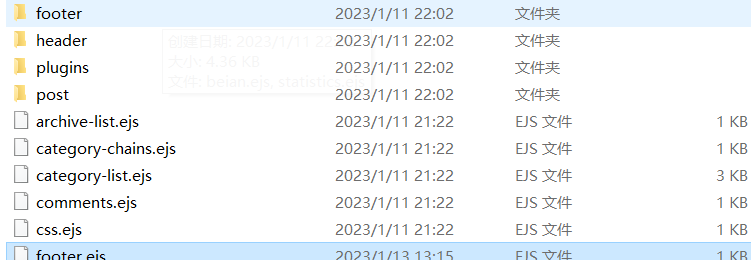 footer 2023/1/11 22:02 文件夹
header 2023/1/11 22:02 文件夹
创建日期: 2023/1/11 22
plugins 2023/1/11 22:02 文件夹
大小: 4.36 KB
文件: beian.ejs, statistics.ejs
post 2023/1/11 22:02 文件夹
archive-list.ejs 2023/1/11 21:22 EJS 文件 1 KB
category-chains.ejs 2023/1/11 21:22 EJS 文件 1 KB
category-list.ejs 2023/1/11 21:22 EJS 文件 3 KB
comments.ejs 2023/1/11 21:22 EJS 文件 1 KB
css.ejs 2023/1/11 21:22 EJS 文件 1 KB
footer.ejs 2023/1/13 13:15 EJS 文件 1 KB